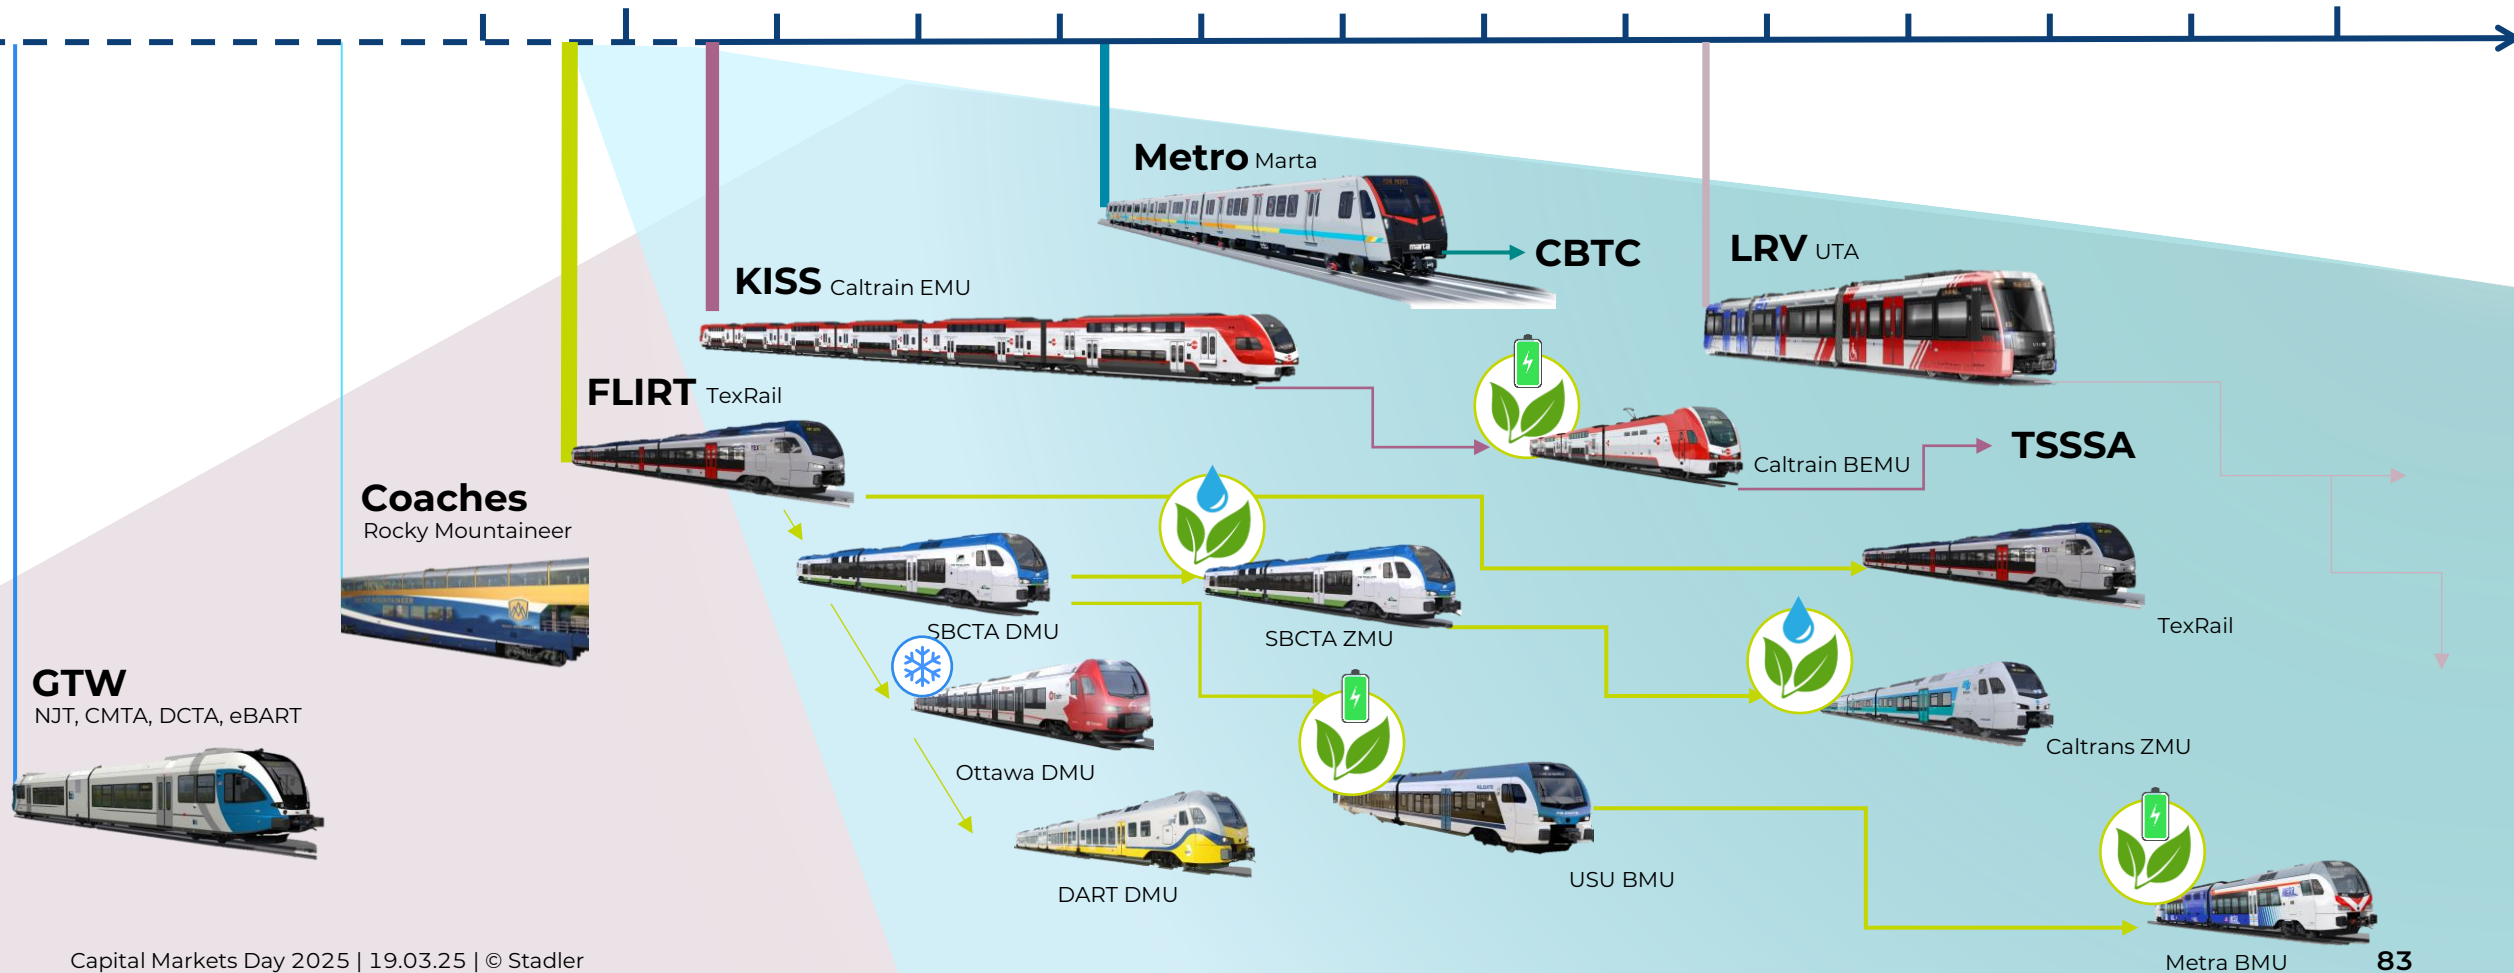 Metro Marta
CBTC
LRV UTA
KISS Caltrain EMU
FLIRT TexRail
TSSSA
Caltrain BEMU
Coaches
Rocky Mountaineer
SBCTA DMU
SBCTA ZMU
TexRail
GTW
NJT, CMTA, DCTA, eBART
Ottawa DMU
Caltrans ZMU
DART DMU
USU BMU
Metra BMU
Capital Markets Day 2025 | 19.03.25 | © Stadler
83
marta